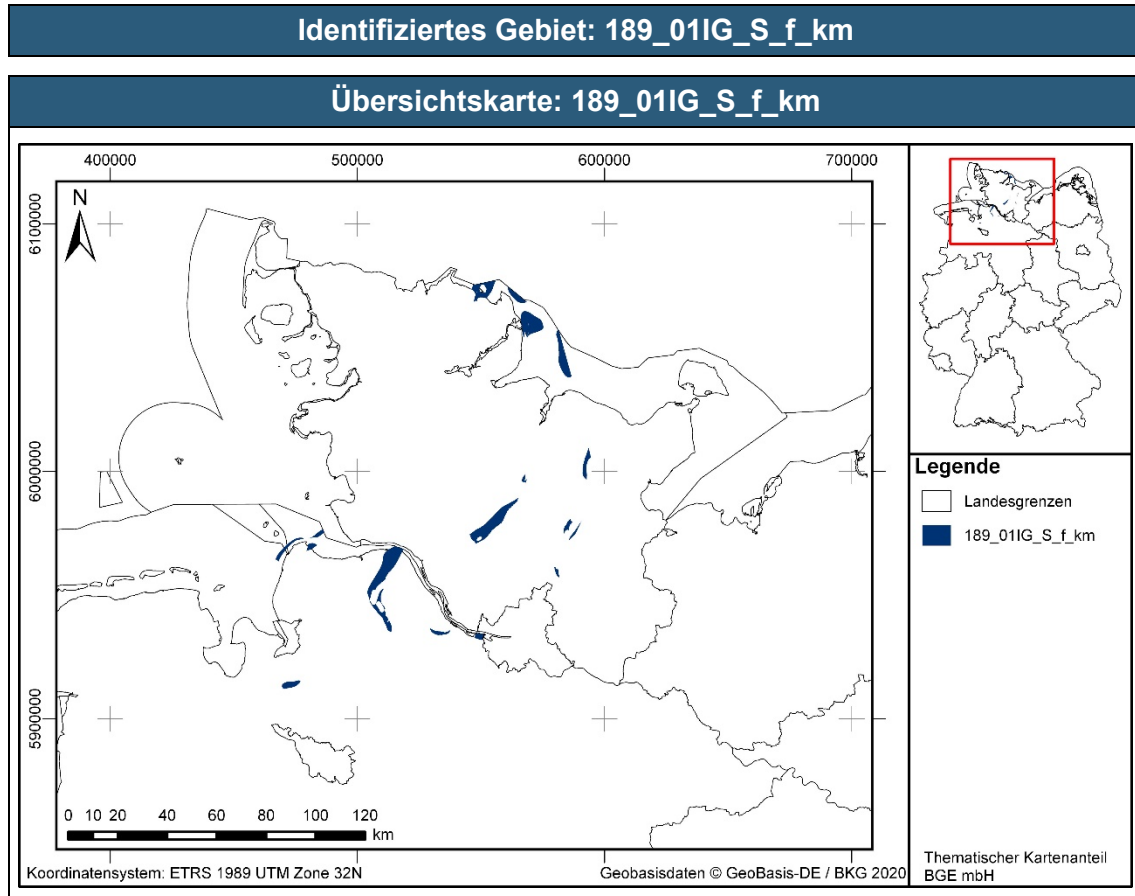 Identifiziertes Gebiet: 189_01IG_S_f_km
Übersichtskarte: 189_01IG_S_f_km
400000 500000 600000 700000
N
6100000
6000000
5900000
0 10 20 40 60 80 100 120
km
Koordinatensystem: ETRS 1989 UTM Zone 32N
Geobasisdaten © GeoBasis-DE / BKG 2020
Legende
Landesgrenzen
189_01IG_S_f_km
Thematischer Kartenanteil
BGE mbH